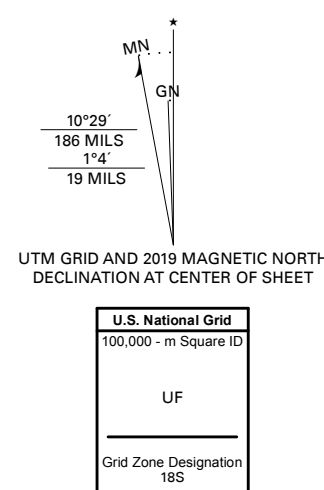 ★
MN
GN
10°29´
186 MILS
1°4´
19 MILS
UTM GRID AND 2019 MAGNETIC NORTH
DECLINATION AT CENTER OF SHEET
U.S. National Grid
100,000 - m Square ID
UF
Grid Zone Designation
18S